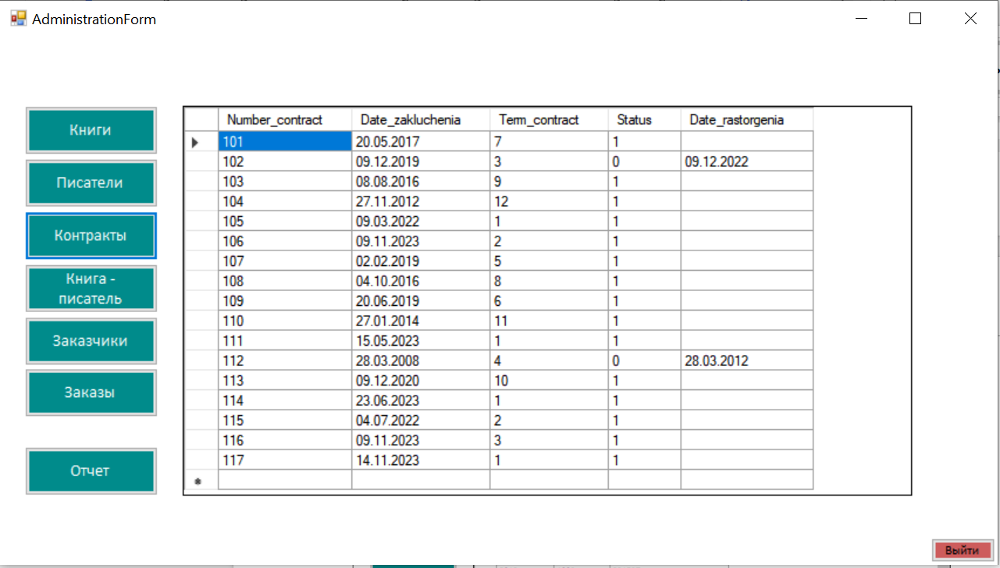 AdministrationForm
Книги
Писатели
Контракты
Книга -
писатель
Заказчики
Заказы
Отчет
Number_contract Date_zakluchenia Term_contract Status Date_rastorgenia
101 20.05.2017 7 1
102 09.12.2019 3 0 09.12.2022
103 08.08.2016 9 1
104 27.11.2012 12 1
105 09.03.2022 1 1
106 09.11.2023 2 1
107 02.02.2019 5 1
108 04.10.2016 8 1
109 20.06.2019 6 1
110 27.01.2014 11 1
111 15.05.2023 1 1
112 28.03.2008 4 0 28.03.2012
113 09.12.2020 10 1
114 23.06.2023 1 1
115 04.07.2022 2 1
116 09.11.2023 3 1
117 14.11.2023 1 1
Выйти